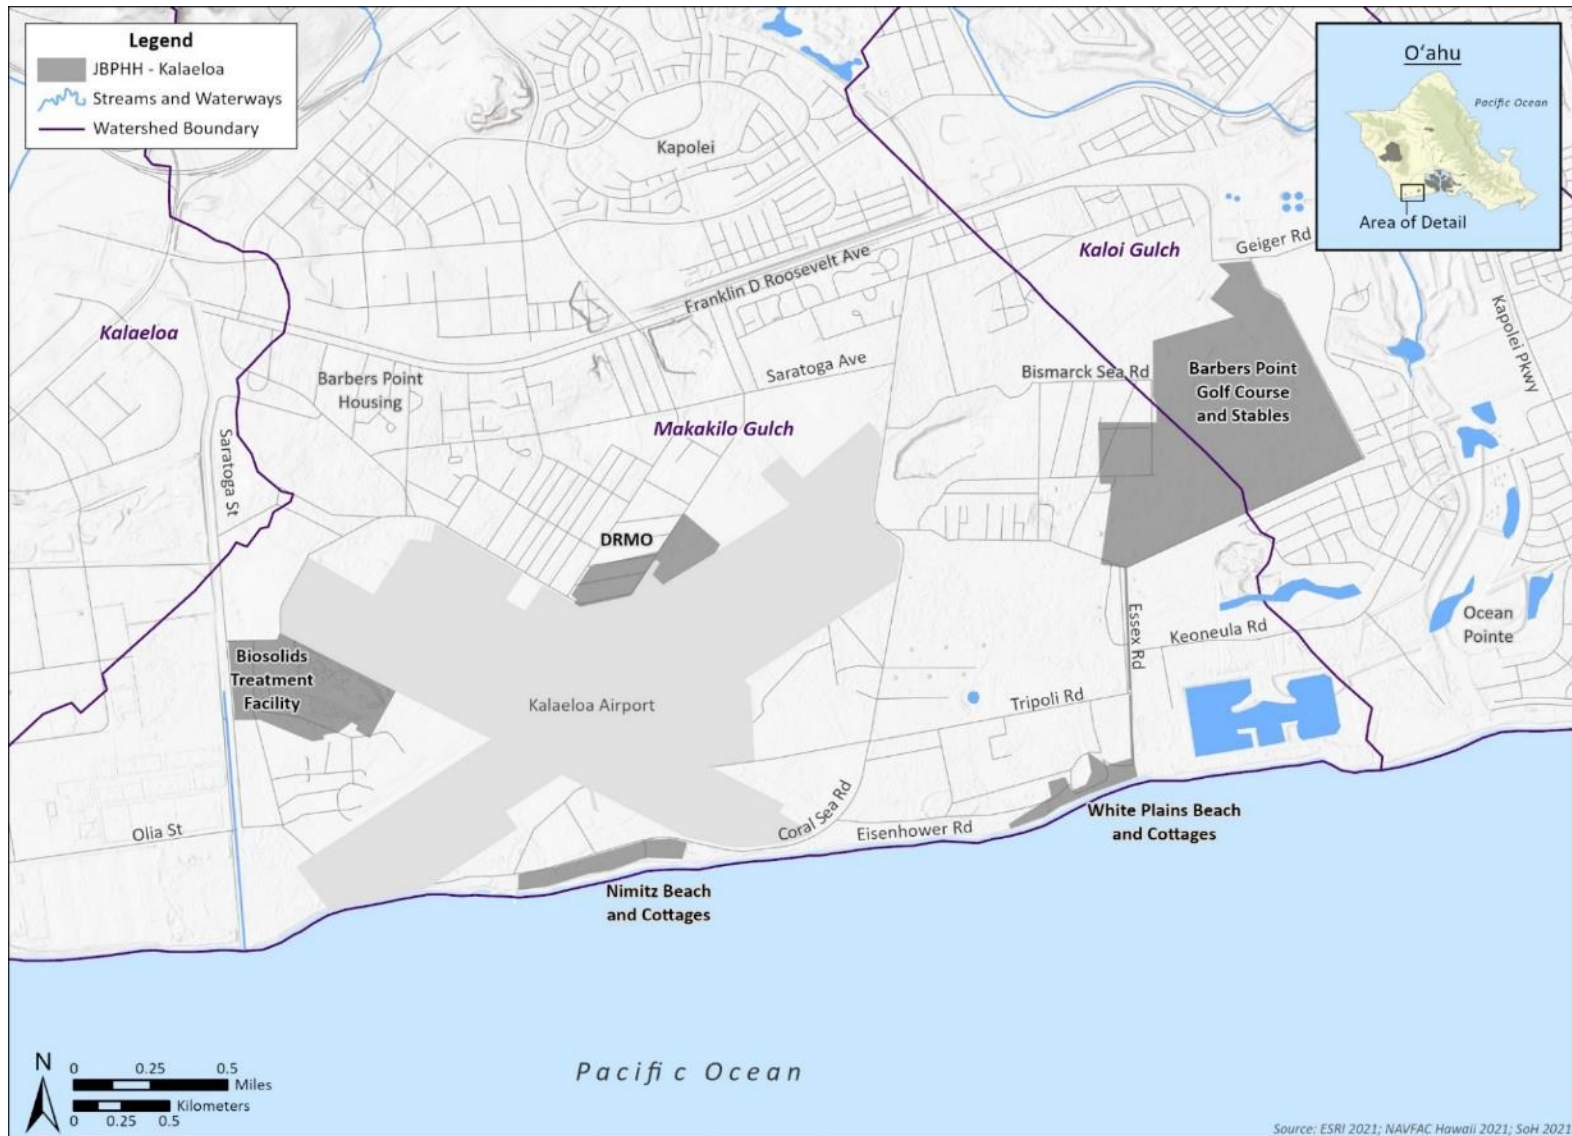 Legend
JBPHH - Kalaeloa
Streams and Waterways
Watershed Boundary
O‘ahu
Pacific Ocean
Area of Detail
Kapolei
Kaloi Gulch
Geiger Rd
Franklin D Roosevelt Ave
Kapolei Pkwy
Kalaeloa
Barbers Point
Housing
Saratoga Ave
Bismarck Sea Rd
Barbers Point
Golf Course
and Stables
Makakilo Gulch
Saratoga St
DRMO
Essex Rd
Keoneula Rd
Ocean
Pointe
Biosolids
Treatment
Facility
Kalaeloa Airport
Tripoli Rd
Olia St
Coral Sea Rd
Eisenhower Rd
White Plains Beach
and Cottages
Nimitz Beach
and Cottages
N
0 0.25 0.5
Miles
Kilometers
0 0.25 0.5
Pacific Ocean
Source: ESRI 2021; NAVFAC Hawaii 2021; SoH 2021